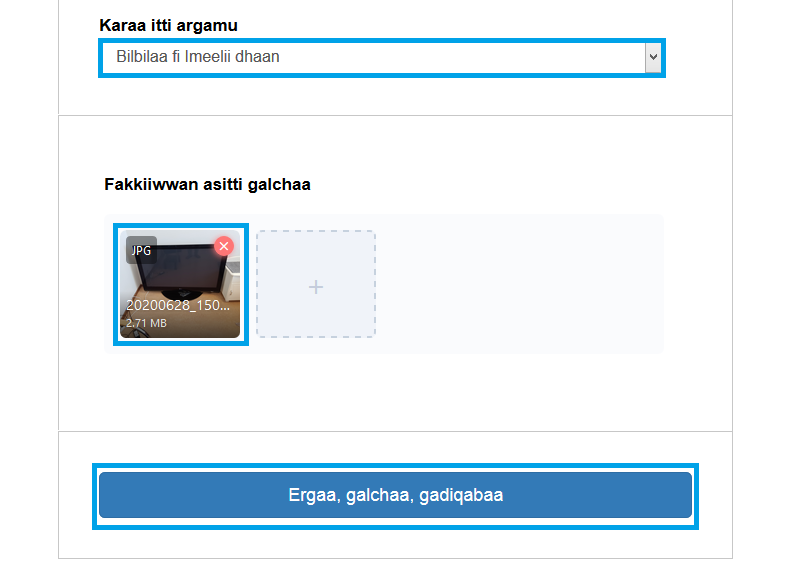 Karaa itti argamu
Bilbilaa fi Imeelii dhaan
Fakkiiwwan asitti galchaa
JPG
20200628_150...
2.71 MB
Ergaa, galchaa, gadiqabaa